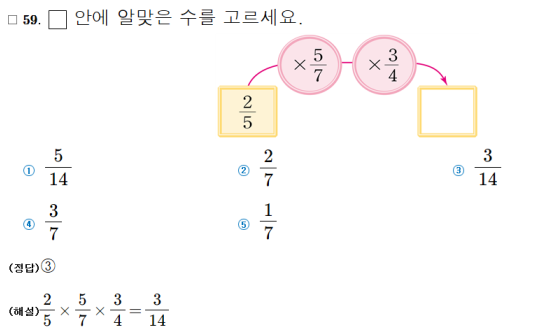 □ 59. □ 안에 알맞은 수를 고르세요.
× 5/7 × 3/4
2/5
① 5/14 ② 2/7 ③ 3/14
④ 3/7 ⑤ 1/7
(정답)③
(해설) 2/5 × 5/7 × 3/4 = 3/14